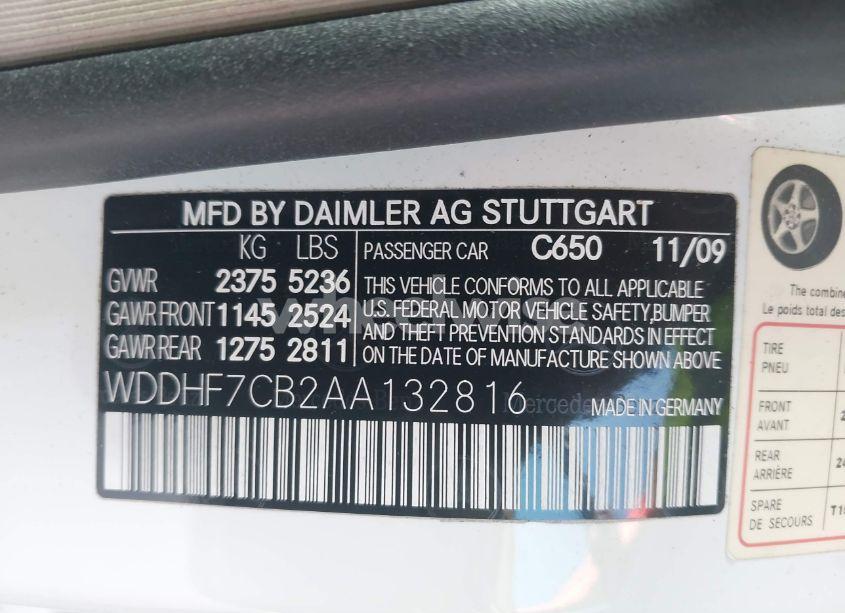 MFD BY DAIMLER AG STUTTGART
KG LBS PASSENGER CAR C650 11/09
GVWR 2375 5236
GAWR FRONT 1145 2524
GAWR REAR 1275 2811
THIS VEHICLE CONFORMS TO ALL APPLICABLE
U.S. FEDERAL MOTOR VEHICLE SAFETY, BUMPER
AND THEFT PREVENTION STANDARDS IN EFFECT
ON THE DATE OF MANUFACTURE SHOWN ABOVE
WDDHF7CB2AA132816 MADE IN GERMANY
The combine
Le poids total des
TIRE
PNEU
FRONT
AVANT
REAR
ARRIÈRE
SPARE
DE SECOURS